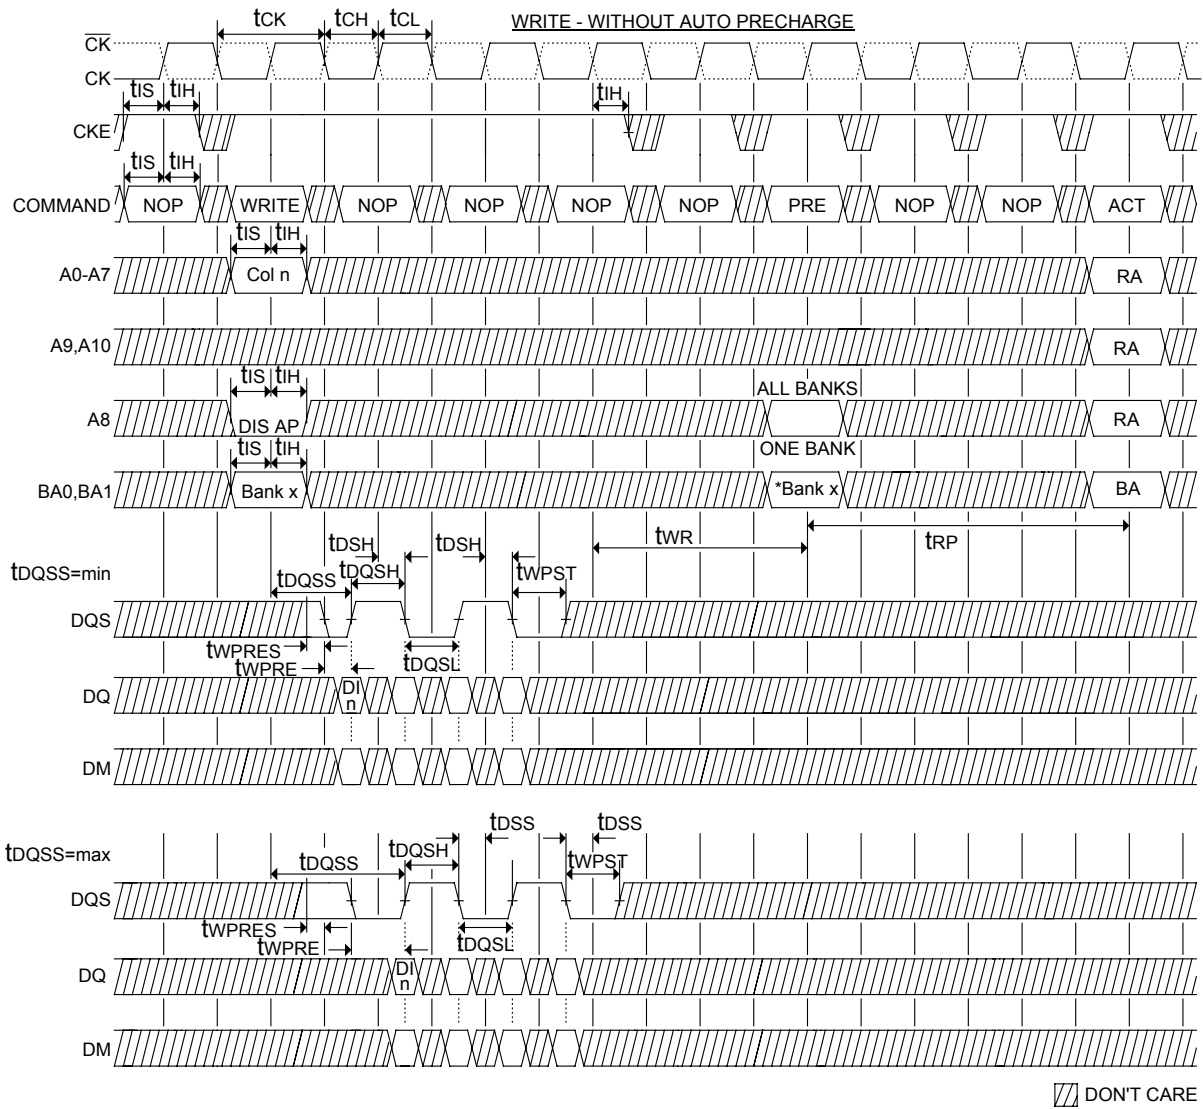 WRITE - WITHOUT AUTO PRECHARGE
tCK tCH tCL
CK
CK
tIS tIH tIH
CKE
tIS tIH
COMMAND NOP WRITE NOP NOP NOP NOP PRE NOP NOP ACT
tIS tIH
A0-A7 Col n RA
A9,A10 RA
tIS tIH ALL BANKS
A8 DIS AP RA
tIS tIH ONE BANK
BA0,BA1 Bank x *Bank x BA
tDSH tDSH tWR tRP
tDQSS=min tDQSS tDQSH tWPST
DQS
tWPRES tDQSL
tWPRE
DQ DI n
DM
tDSS tDSS
tDQSS=max tDQSS tDQSH tWPST
DQS
tWPRES tDQSL
tWPRE
DQ DI n
DM
DON'T CARE